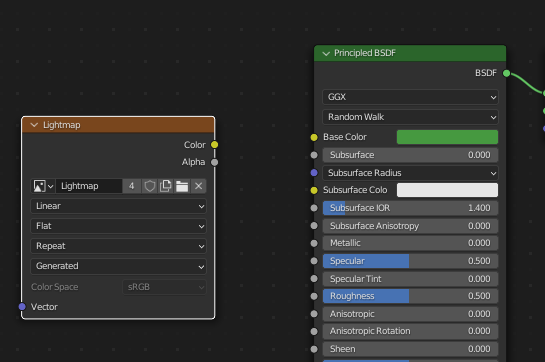 Principled BSDF
BSDF
GGX
Random Walk
Base Color
Subsurface 0.000
Subsurface Radius
Subsurface Colo
Subsurface IOR 1.400
Subsurface Anisotropy 0.000
Metallic 0.000
Specular 0.500
Specular Tint 0.000
Roughness 0.500
Anisotropic 0.000
Anisotropic Rotation 0.000
Sheen 0.000
Lightmap
Color
Alpha
Lightmap 4
Linear
Flat
Repeat
Generated
Color Space sRGB
Vector